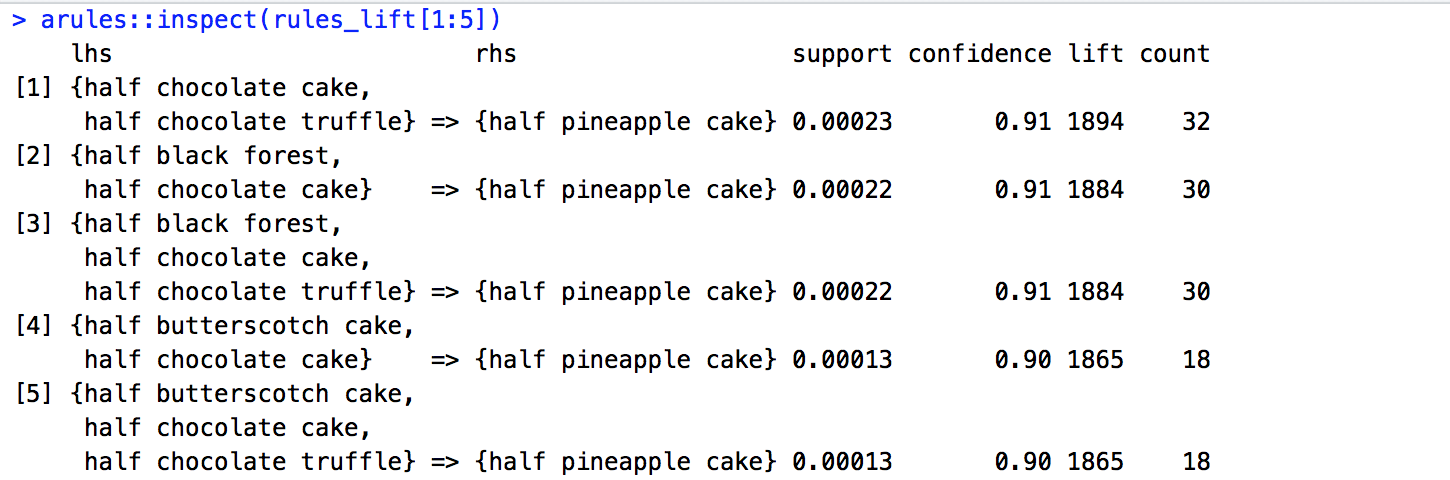 > arules::inspect(rules_lift[1:5])
    lhs                         rhs                   support confidence lift count
[1] {half chocolate cake,
     half chocolate truffle} => {half pineapple cake} 0.00023       0.91 1894    32
[2] {half black forest,
     half chocolate cake}    => {half pineapple cake} 0.00022       0.91 1884    30
[3] {half black forest,
     half chocolate cake,
     half chocolate truffle} => {half pineapple cake} 0.00022       0.91 1884    30
[4] {half butterscotch cake,
     half chocolate cake}    => {half pineapple cake} 0.00013       0.90 1865    18
[5] {half butterscotch cake,
     half chocolate cake,
     half chocolate truffle} => {half pineapple cake} 0.00013       0.90 1865    18